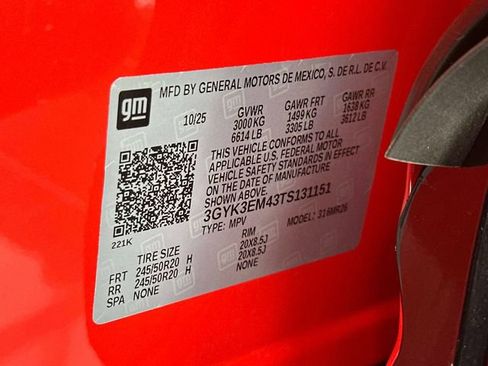 gm
MFD BY GENERAL MOTORS DE MEXICO, S. DE R.L. DE C.V.
10/25 GVWR GAWR FRT GAWR RR
3000 KG 1499 KG 1638 KG
6614 LB 3305 LB 3612 LB
THIS VEHICLE CONFORMS TO ALL
APPLICABLE U.S. FEDERAL MOTOR
VEHICLE SAFETY STANDARDS IN EFFECT
ON THE DATE OF MANUFACTURE
SHOWN ABOVE.
3GYK3EM43TS131151
TYPE: MPV MODEL: 316MR26
221K
TIRE SIZE RIM
FRT 245/50R20 H 20X8.5J
RR 245/50R20 H 20X8.5J
SPA NONE NONE